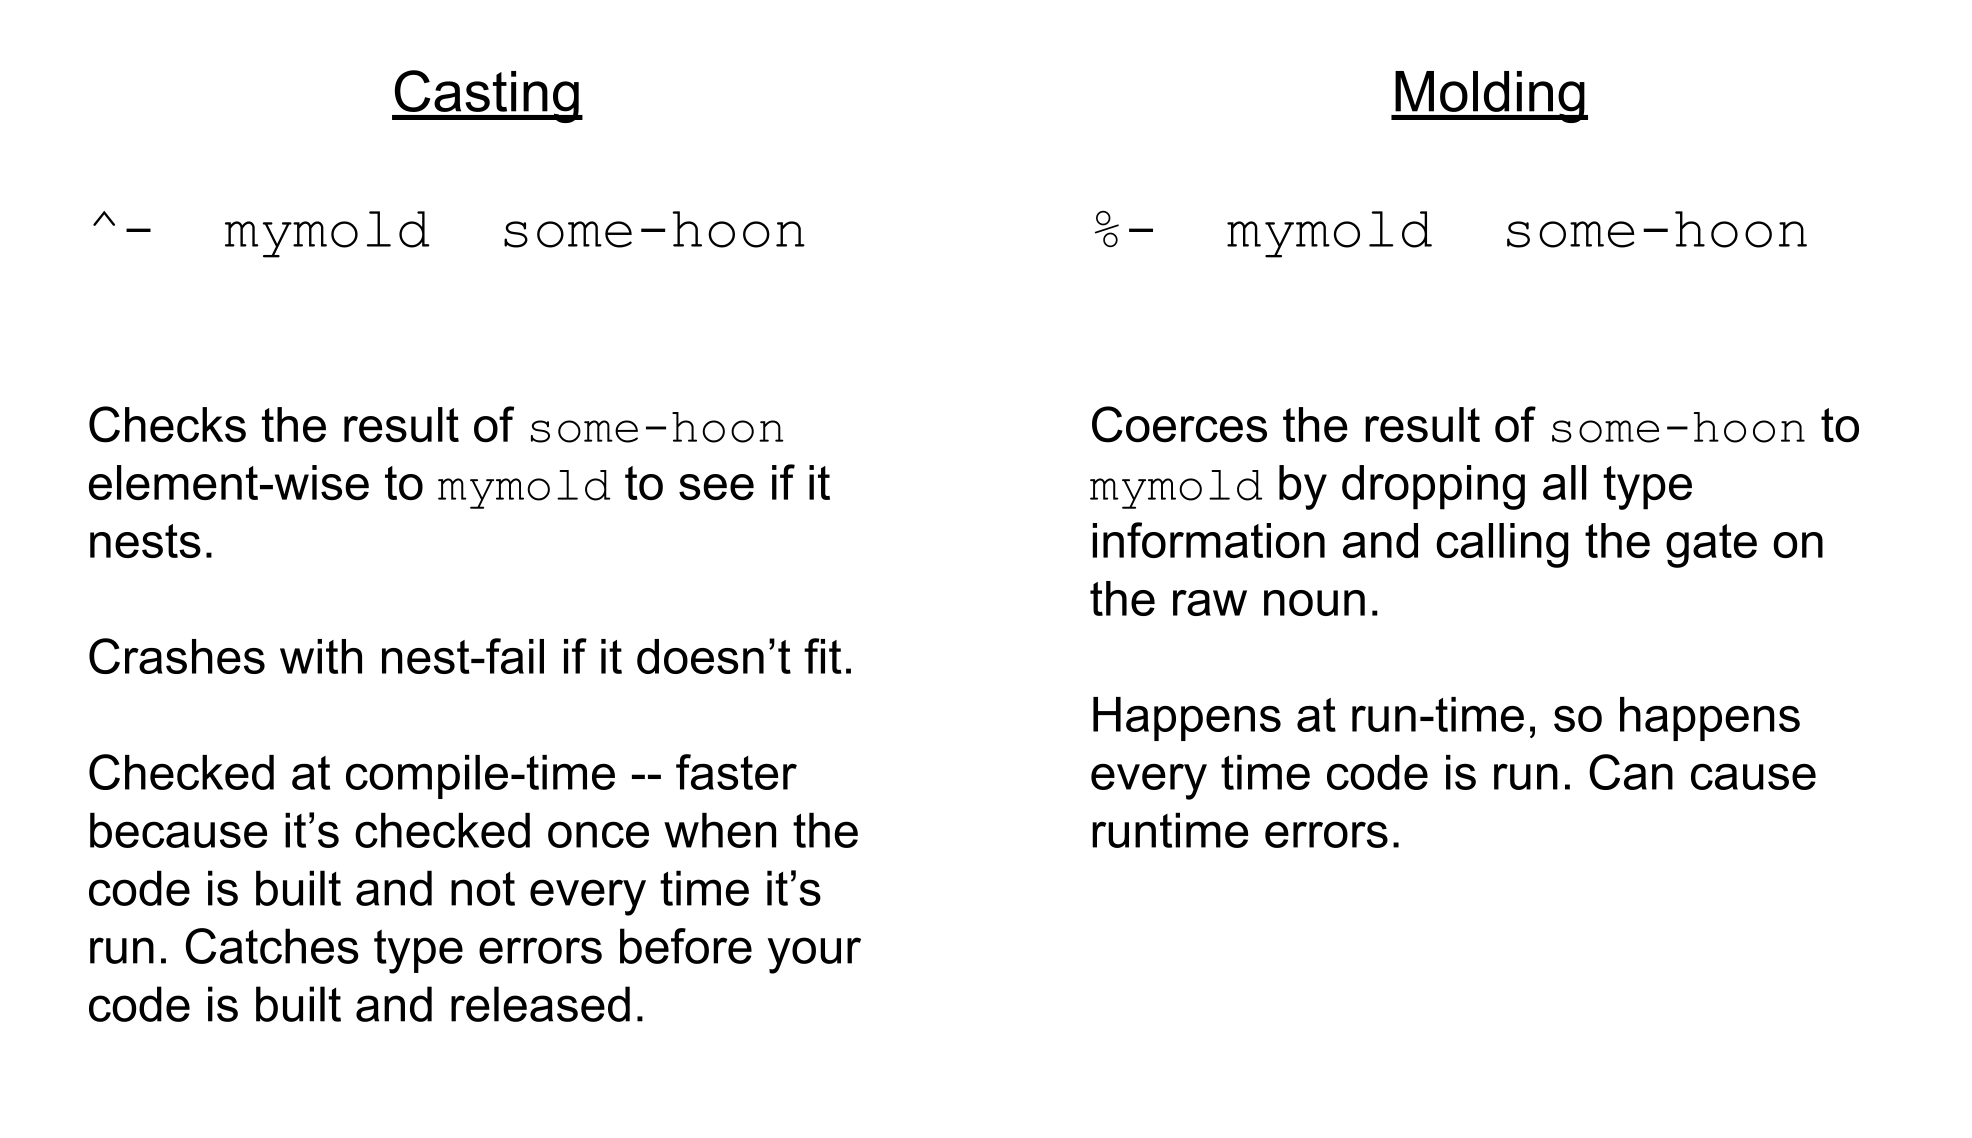 Casting
^-  mymold  some-hoon
Checks the result of some-hoon
element-wise to mymold to see if it
nests.
Crashes with nest-fail if it doesn’t fit.
Checked at compile-time -- faster
because it’s checked once when the
code is built and not every time it’s
run. Catches type errors before your
code is built and released.
Molding
%-  mymold  some-hoon
Coerces the result of some-hoon to
mymold by dropping all type
information and calling the gate on
the raw noun.
Happens at run-time, so happens
every time code is run. Can cause
runtime errors.